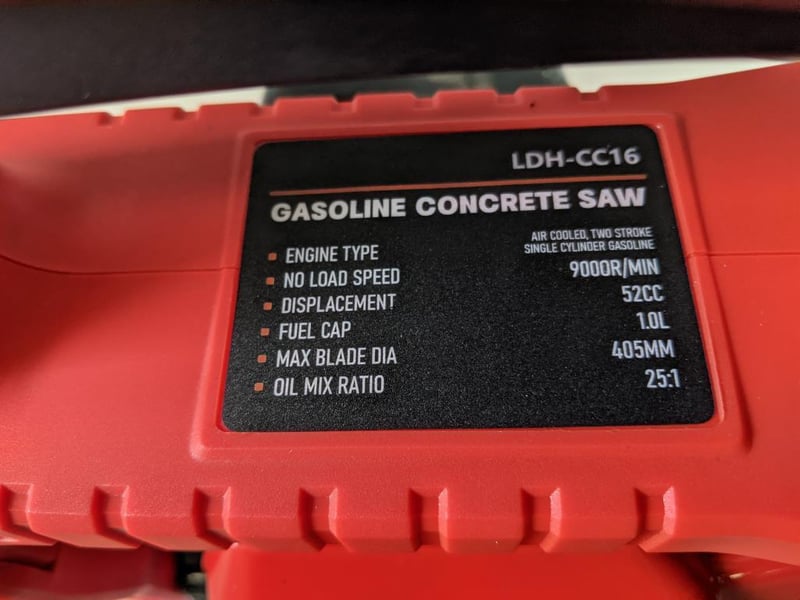 LDH-CC16
GASOLINE CONCRETE SAW
ENGINE TYPE AIR COOLED, TWO STROKE
SINGLE CYLINDER GASOLINE
NO LOAD SPEED 9000R/MIN
DISPLACEMENT 52CC
FUEL CAP 1.0L
MAX BLADE DIA 405MM
OIL MIX RATIO 25:1